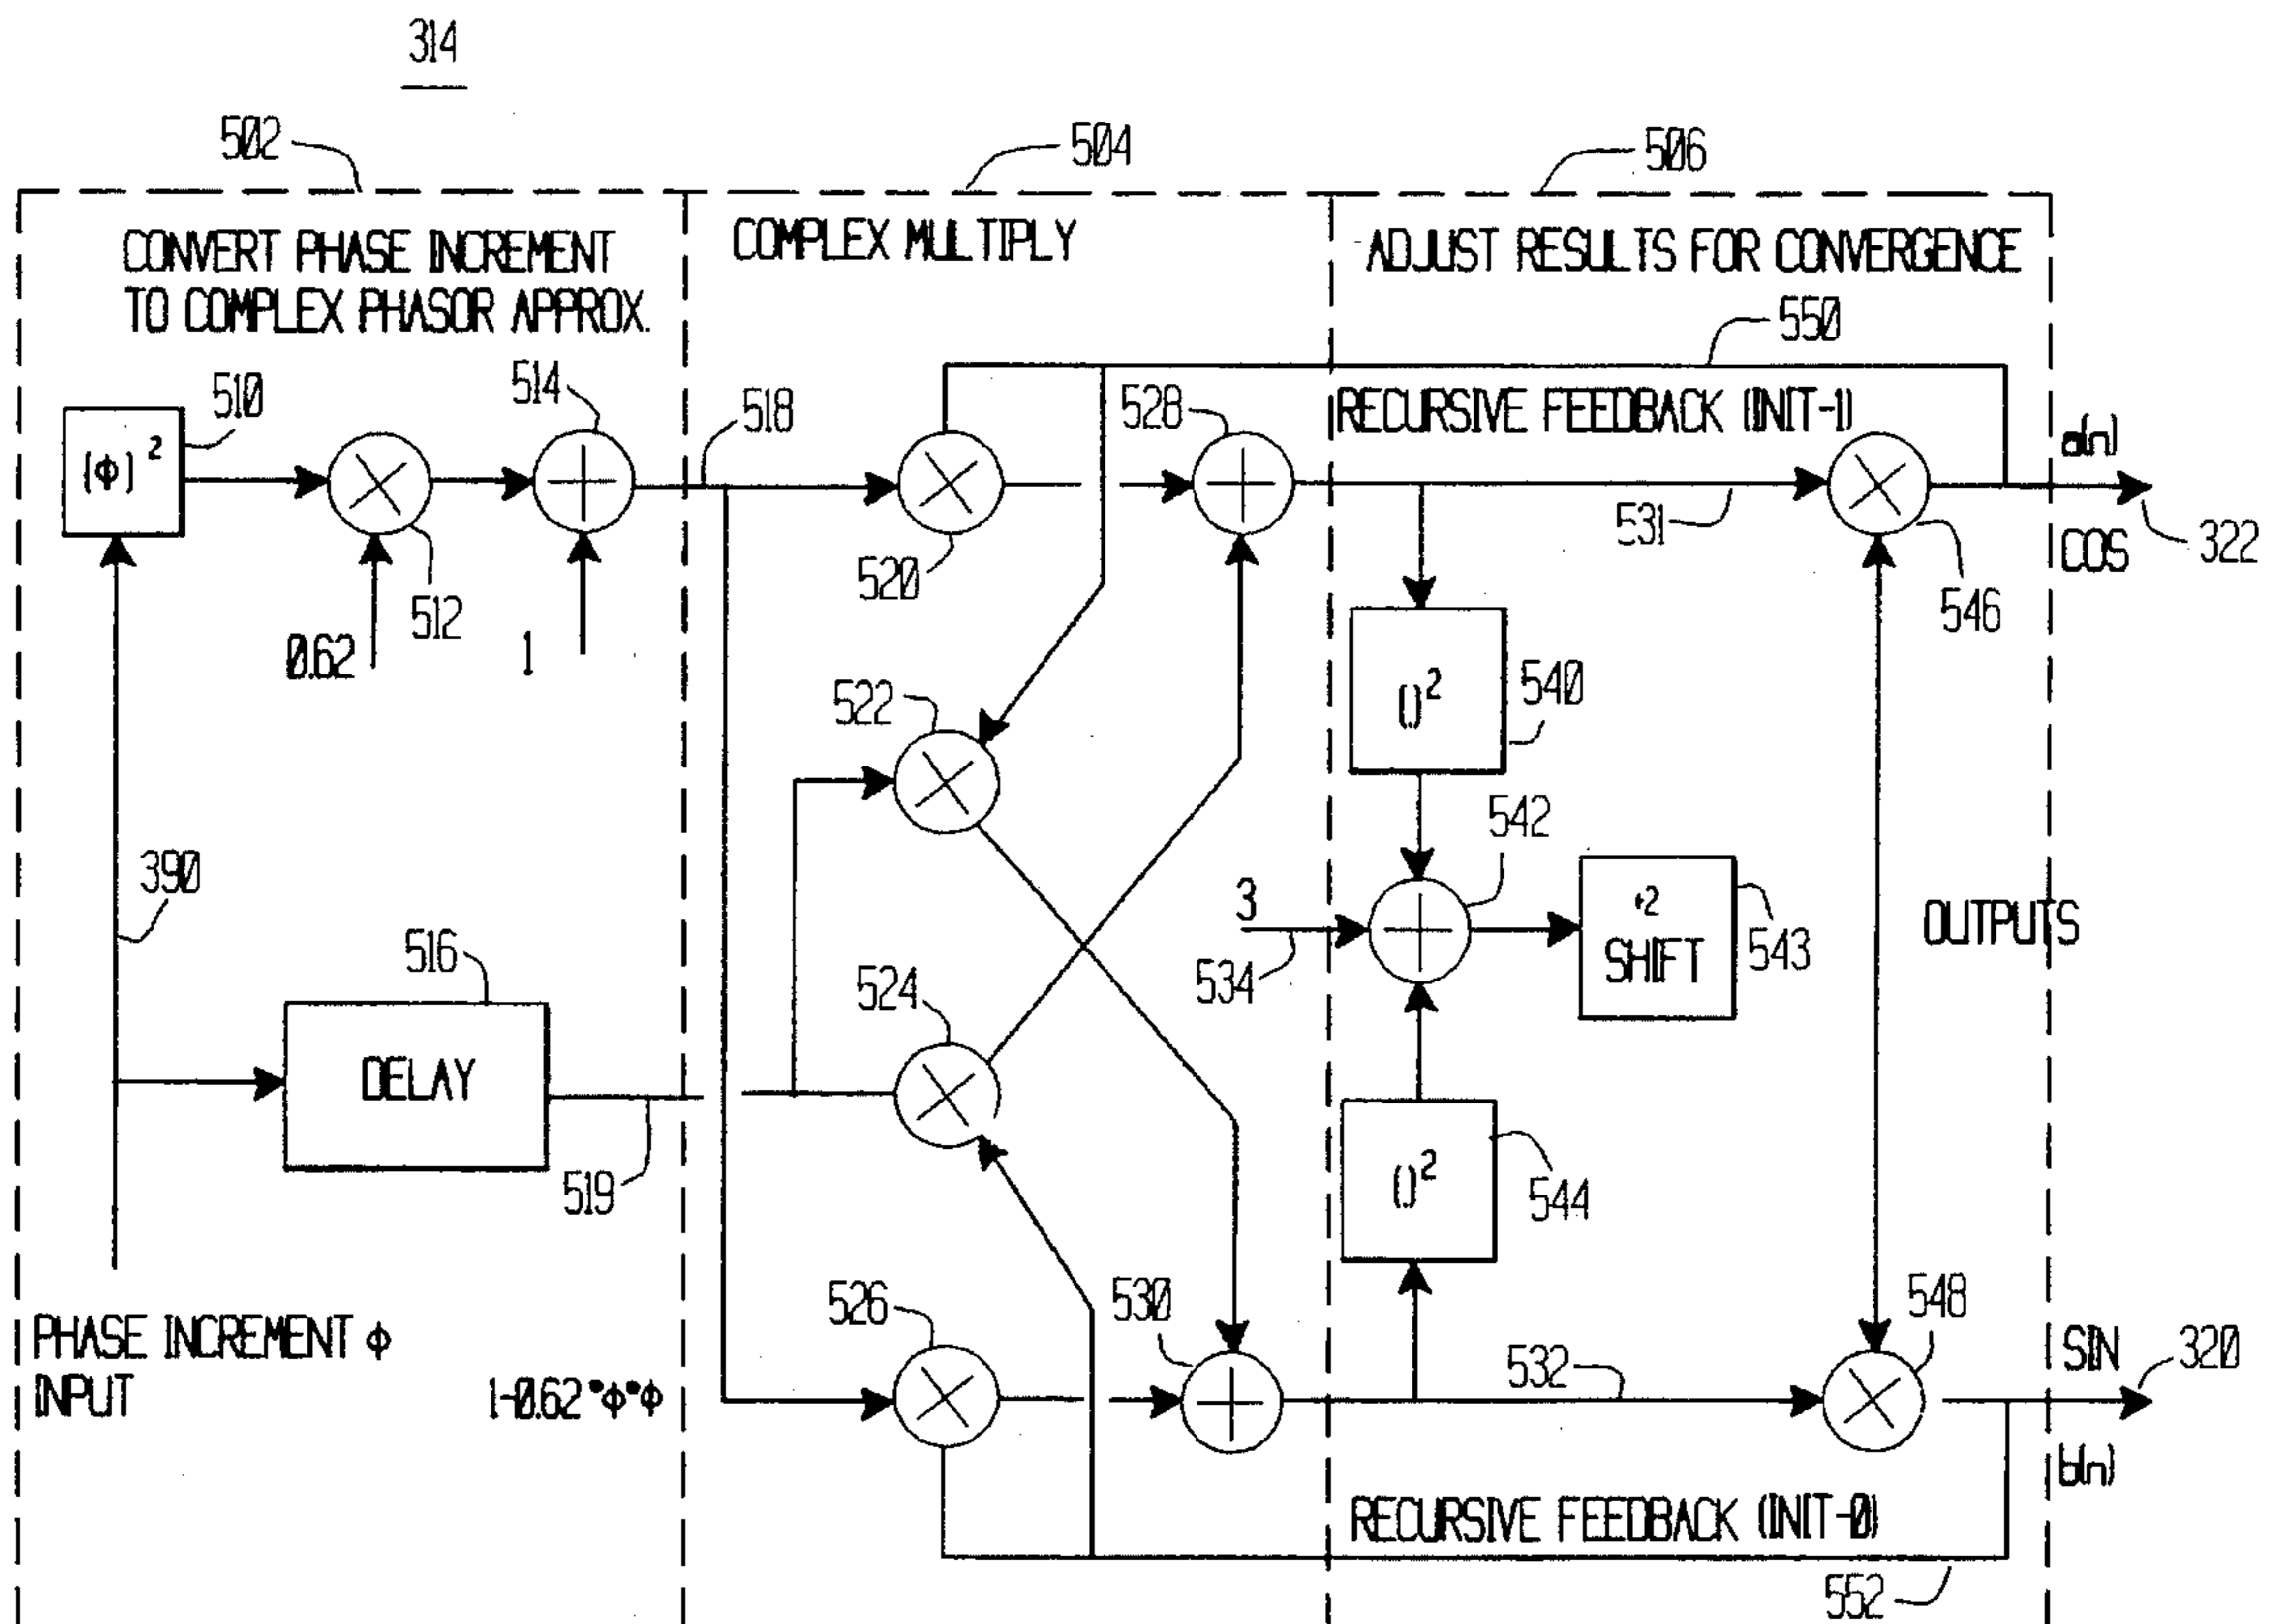 314
502
504
506
CONVERT PHASE INCREMENT
TO COMPLEX PHASOR APPROX.
COMPLEX MULTIPLY
ADJUST RESULTS FOR CONVERGENCE
550
510
514
518
528
RECURSIVE FEEDBACK (INIT-1)
a(n)
(ϕ)²
531
322
COS
520
512
546
0.62
1
522
()²
540
390
542
3
+2
SHIFT
543
OUTPUTS
516
524
534
DELAY
519
()²
544
526
530
548
PHASE INCREMENT ϕ
INPUT
SIN
320
532
1-0.62•ϕ•ϕ
b(n)
RECURSIVE FEEDBACK (INIT-0)
552